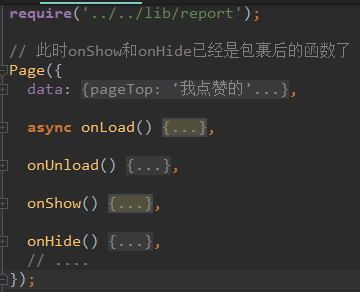 require('../../lib/report');
// 此时onShow和onHide已经是包裹后的函数了
Page({
data: {pageTop: '我点赞的'...},
async onLoad() {...},
onUnload() {...},
onShow() {...},
onHide() {...},
// ....
});